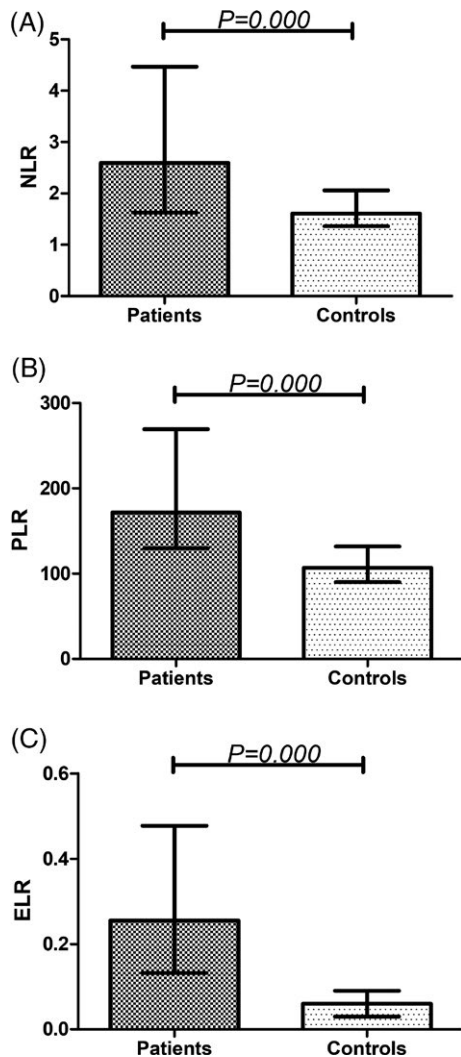 (A)
P=0.000
5
4
3
2
1
0
NLR
Patients Controls
(B)
P=0.000
300
200
100
0
PLR
Patients Controls
(C)
P=0.000
0.6
0.4
0.2
0.0
ELR
Patients Controls